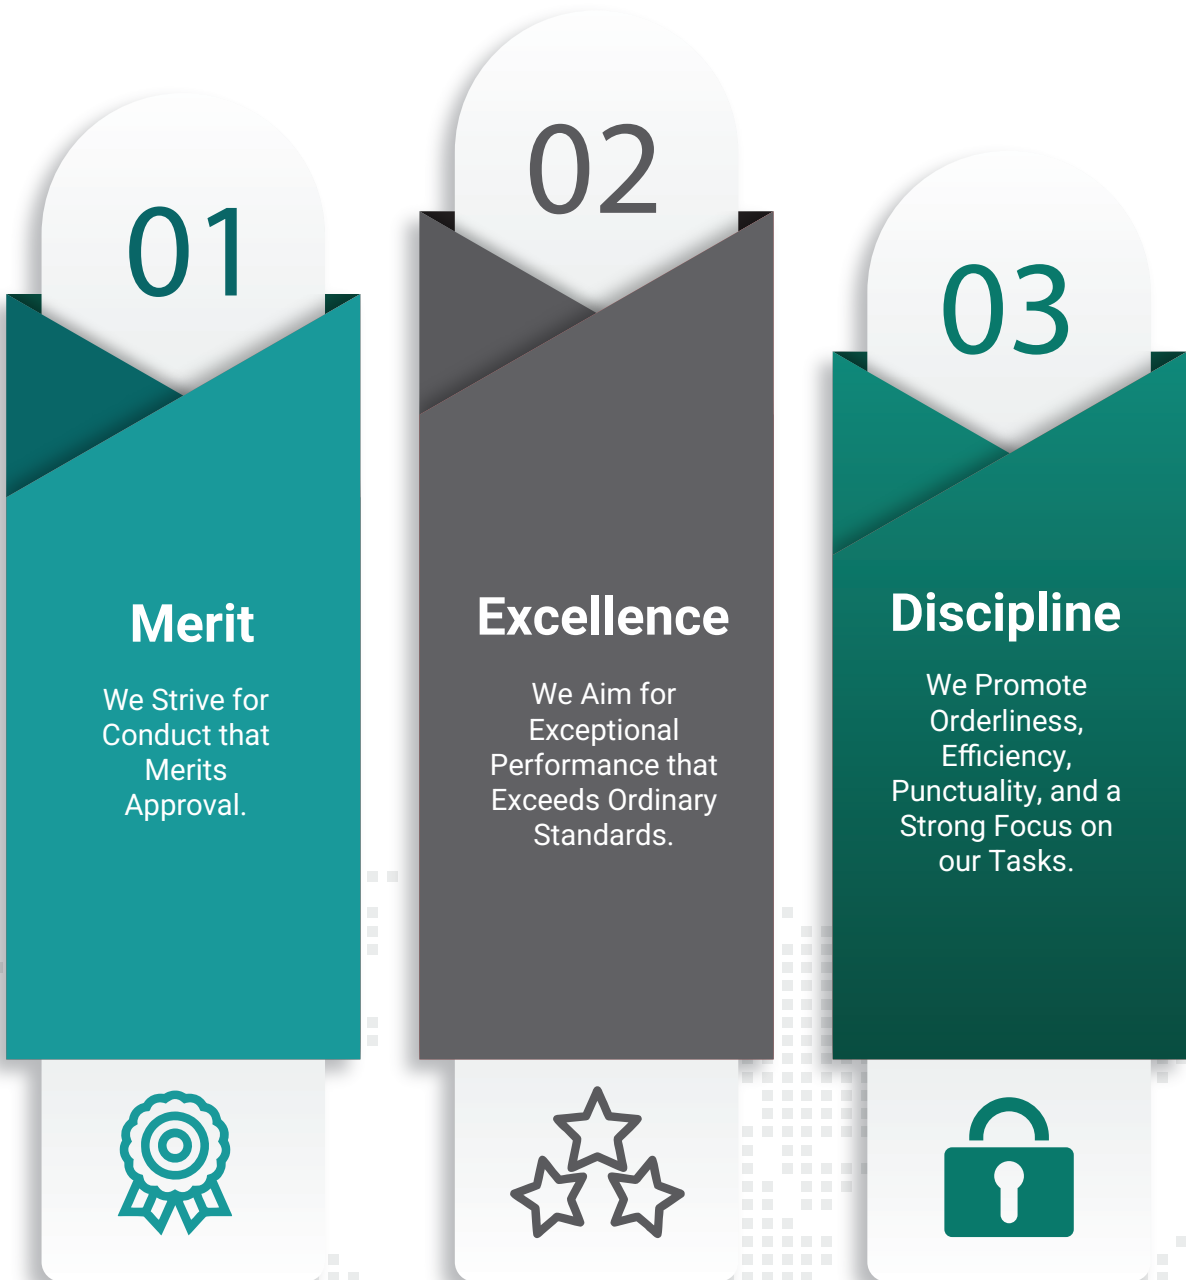 01
Merit
We Strive for
Conduct that
Merits
Approval.
02
Excellence
We Aim for
Exceptional
Performance that
Exceeds Ordinary
Standards.
03
Discipline
We Promote
Orderliness,
Efficiency,
Punctuality, and a
Strong Focus on
our Tasks.